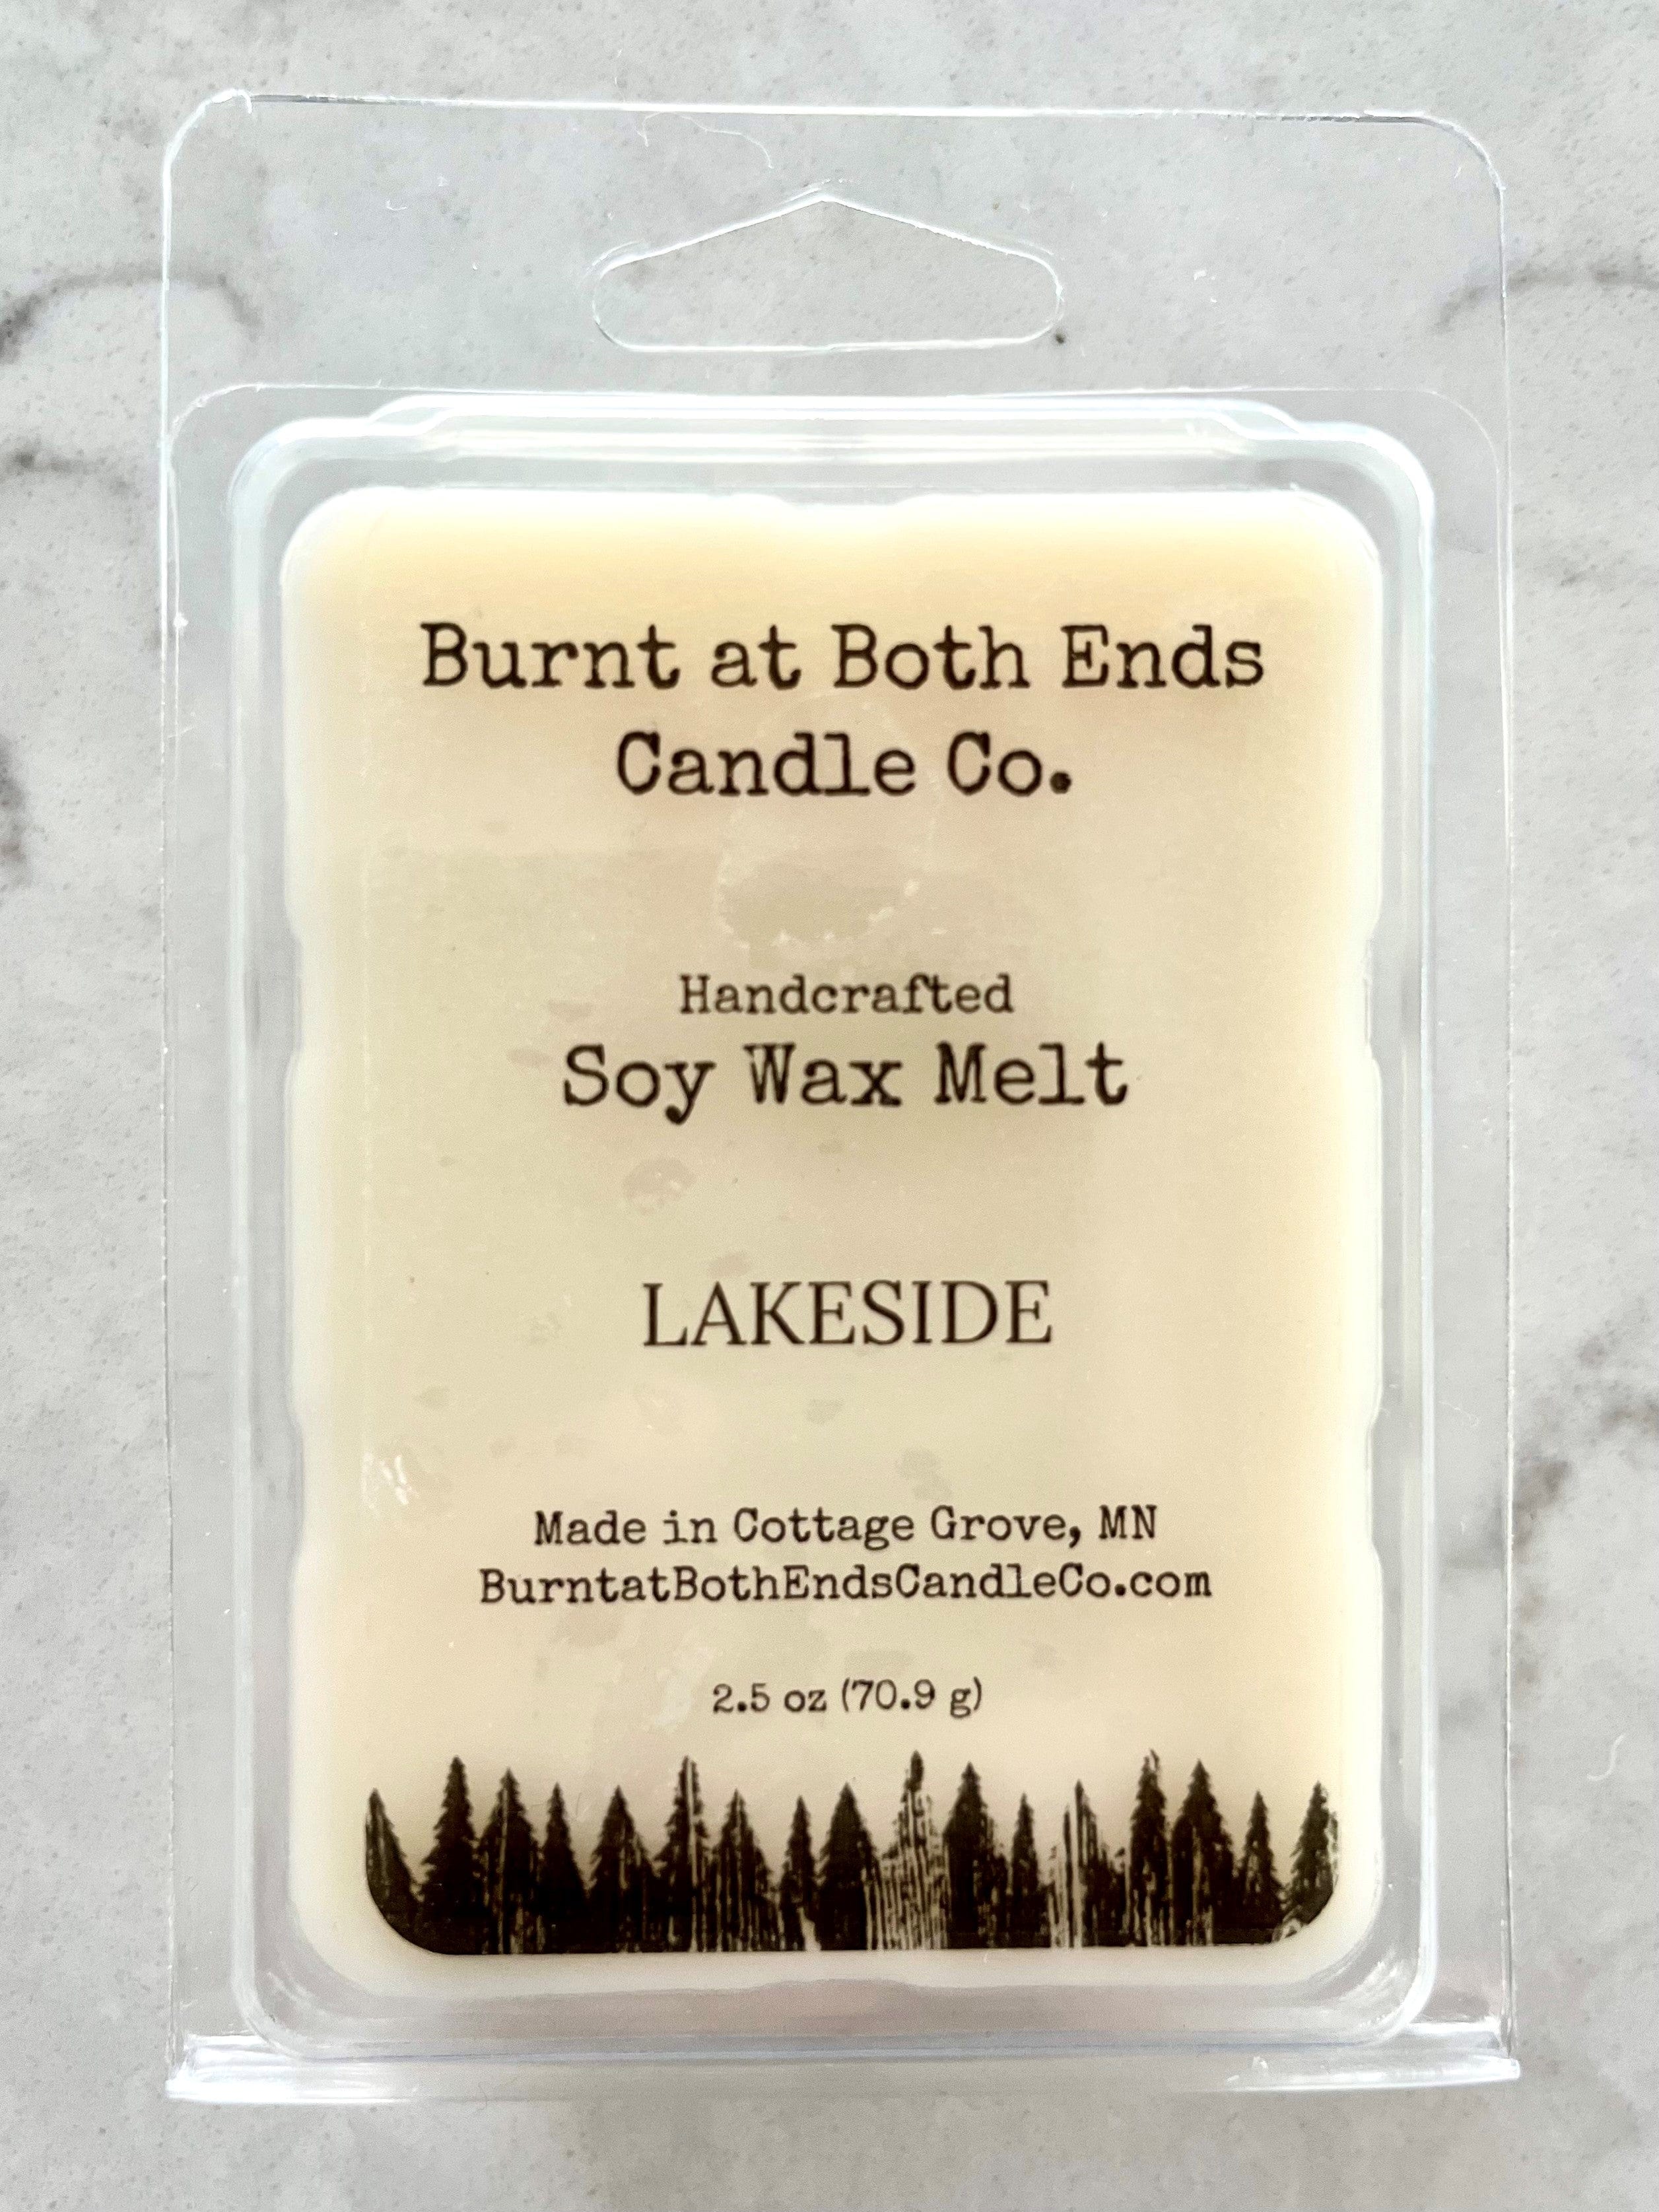 Burnt at Both Ends
Candle Co.
Handcrafted
Soy Wax Melt
LAKESIDE
Made in Cottage Grove, MN
BurntatBothEndsCandleCo.com
2.5 oz (70.9 g)